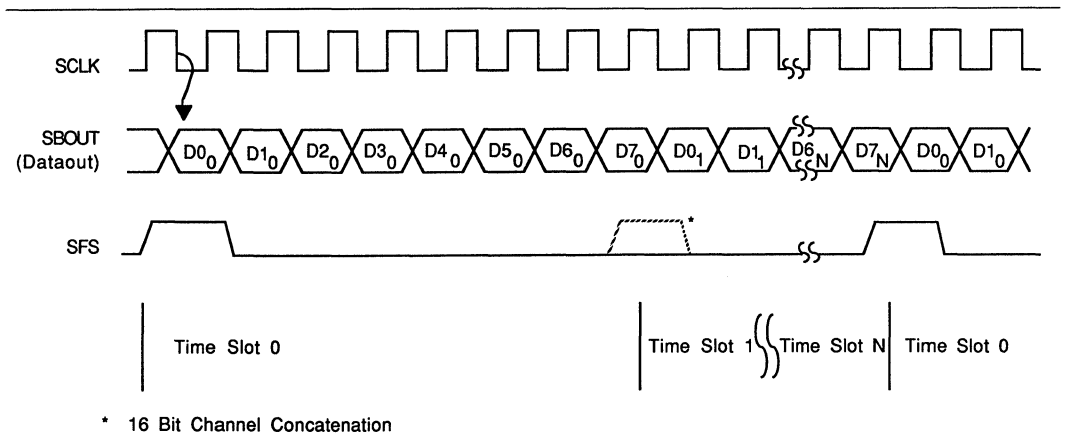 SCLK
SBOUT
(Dataout)
D0₀ D1₀ D2₀ D3₀ D4₀ D5₀ D6₀ D7₀ D0₁ D1₁ D6N D7N D0₀ D1₀
*
SFS
Time Slot 0 Time Slot 1 Time Slot N Time Slot 0
* 16 Bit Channel Concatenation